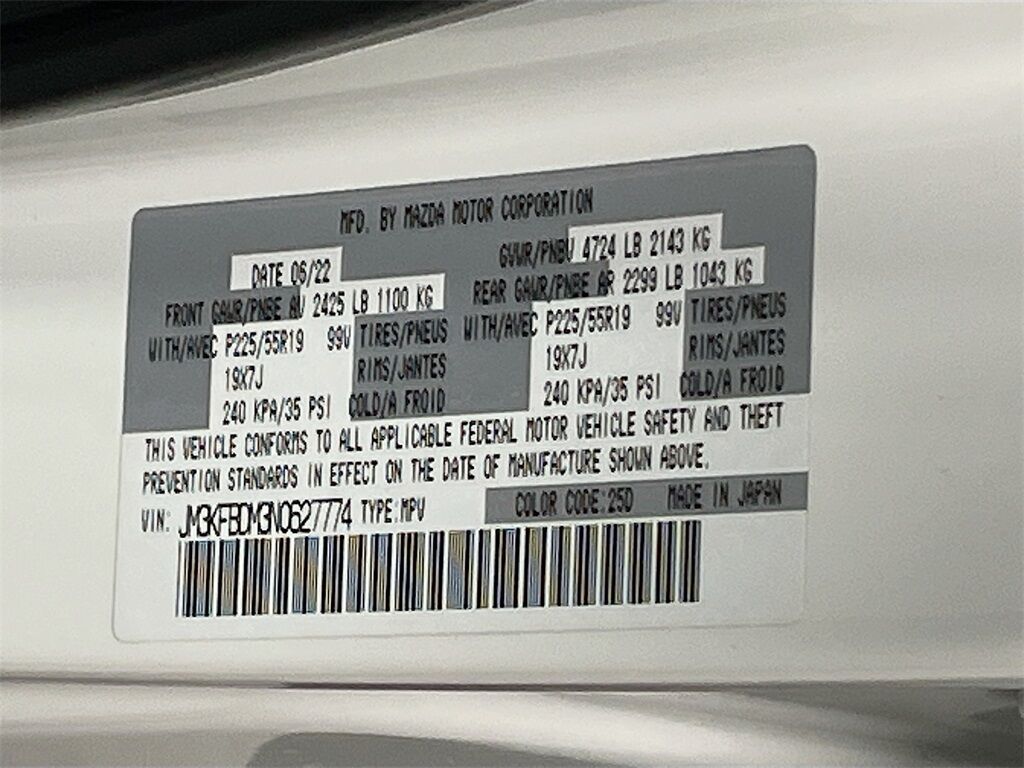 MFD. BY MAZDA MOTOR CORPORATION
DATE 06/22
GVWR/PNBV 4724 LB 2143 KG
FRONT GAWR/PNBE AV 2425 LB 1100 KG
REAR GAWR/PNBE AR 2299 LB 1043 KG
WITH/AVEC P225/55R19 99V TIRES/PNEUS
WITH/AVEC P225/55R19 99V TIRES/PNEUS
19X7J RIMS/JANTES
19X7J RIMS/JANTES
240 KPA/35 PSI COLD/A FROID
240 KPA/35 PSI COLD/A FROID
THIS VEHICLE CONFORMS TO ALL APPLICABLE FEDERAL MOTOR VEHICLE SAFETY AND THEFT
PREVENTION STANDARDS IN EFFECT ON THE DATE OF MANUFACTURE SHOWN ABOVE.
VIN: JM3KFBDM3N0627774 TYPE:MPV
COLOR CODE:25D MADE IN JAPAN